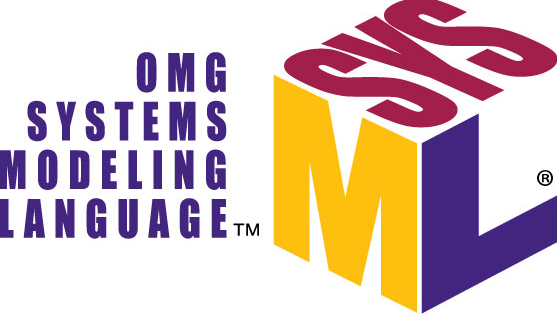 OMG
SYSTEMS
MODELING
LANGUAGE™
SYS
ML®